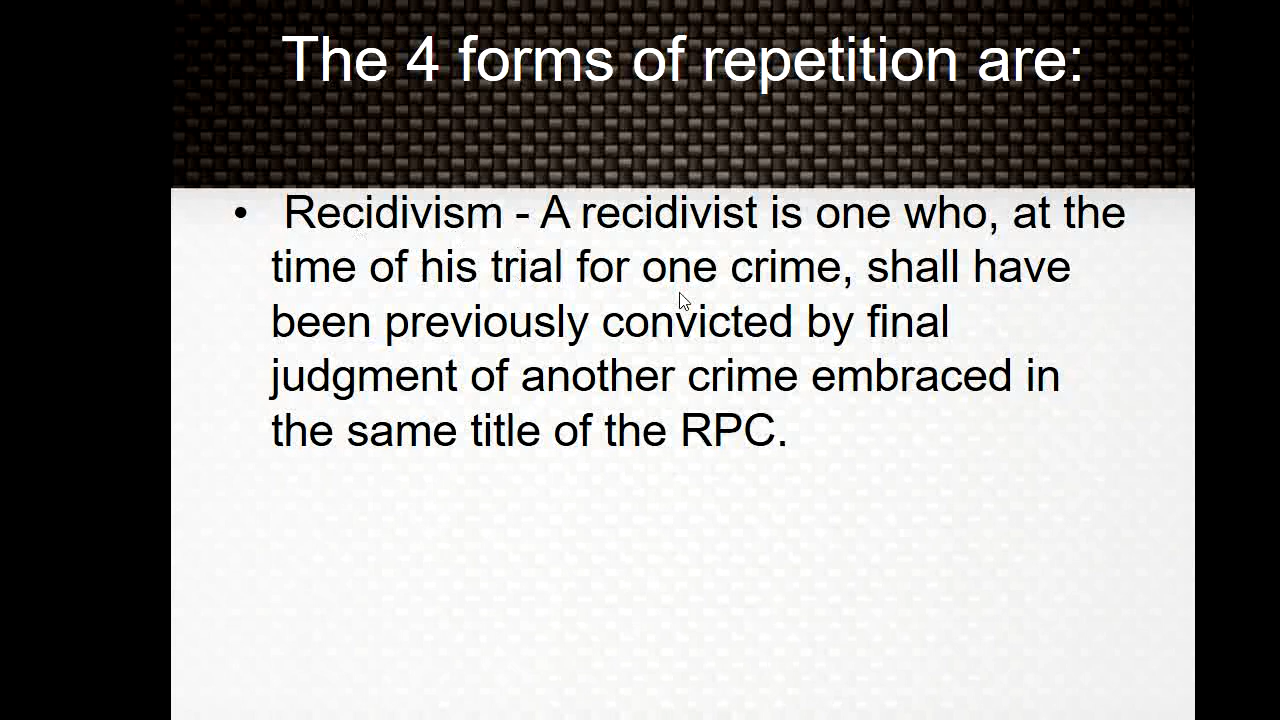 The 4 forms of repetition are:
• Recidivism - A recidivist is one who, at the
time of his trial for one crime, shall have
been previously convicted by final
judgment of another crime embraced in
the same title of the RPC.